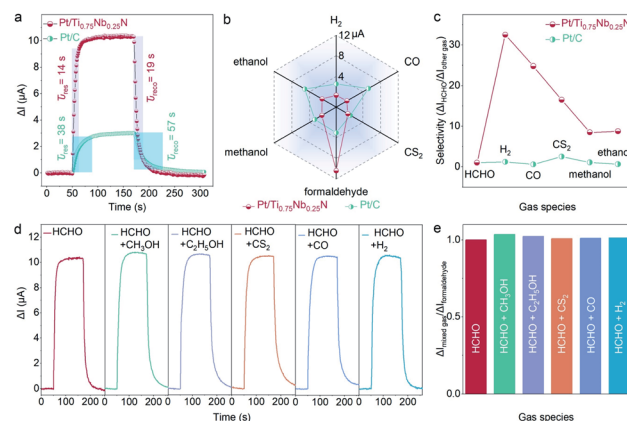 a
Pt/Ti0.75Nb0.25N
Pt/C
12
10
8
6
4
2
0
ΔI (μA)
τres = 14 s
τres = 38 s
τreco = 19 s
τreco = 57 s
0 50 100 150 200 250 300
Time (s)
b
H2
12 μA
8
4
ethanol
CO
methanol
CS2
formaldehyde
Pt/Ti0.75Nb0.25N
Pt/C
c
Pt/Ti0.75Nb0.25N
Pt/C
Selectivity (ΔIHCHO/ΔIother gas)
40
30
20
10
0
HCHO
H2
CO
CS2
methanol
ethanol
Gas species
d
HCHO
HCHO
+CH3OH
HCHO
+C2H5OH
HCHO
+CS2
HCHO
+CO
HCHO
+H2
ΔI (μA)
14
12
10
8
6
4
2
0
0 100 200 0 100 200 0 100 200 0 100 200 0 100 200 0 100 200
Time (s)
e
ΔImixed gas/ΔIformaldehyde
1.0
0.5
0.0
HCHO
HCHO + CH3OH
HCHO + C2H5OH
HCHO + CS2
HCHO + CO
HCHO + H2
Gas species